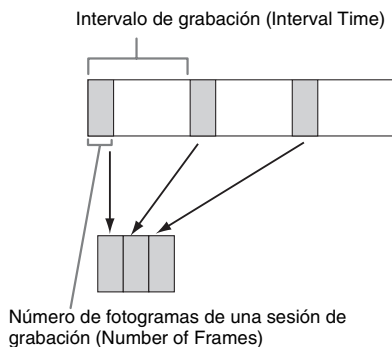 Intervalo de grabación (Interval Time)
Número de fotogramas de una sesión de
grabación (Number of Frames)